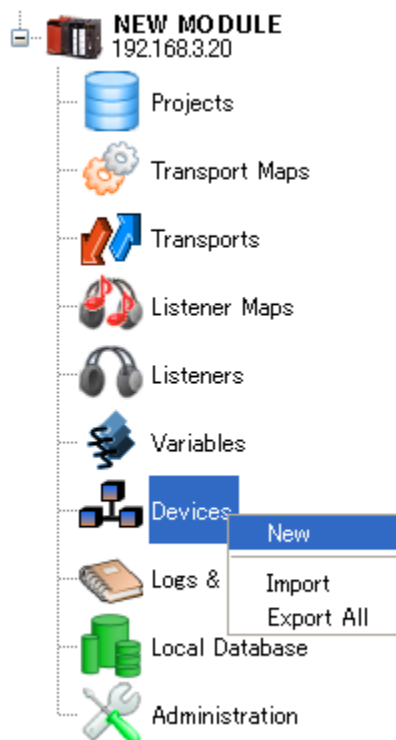 NEW MODULE
192.168.3.20
Projects
Transport Maps
Transports
Listener Maps
Listeners
Variables
Devices
New
Logs &
Import
Export All
Local Database
Administration